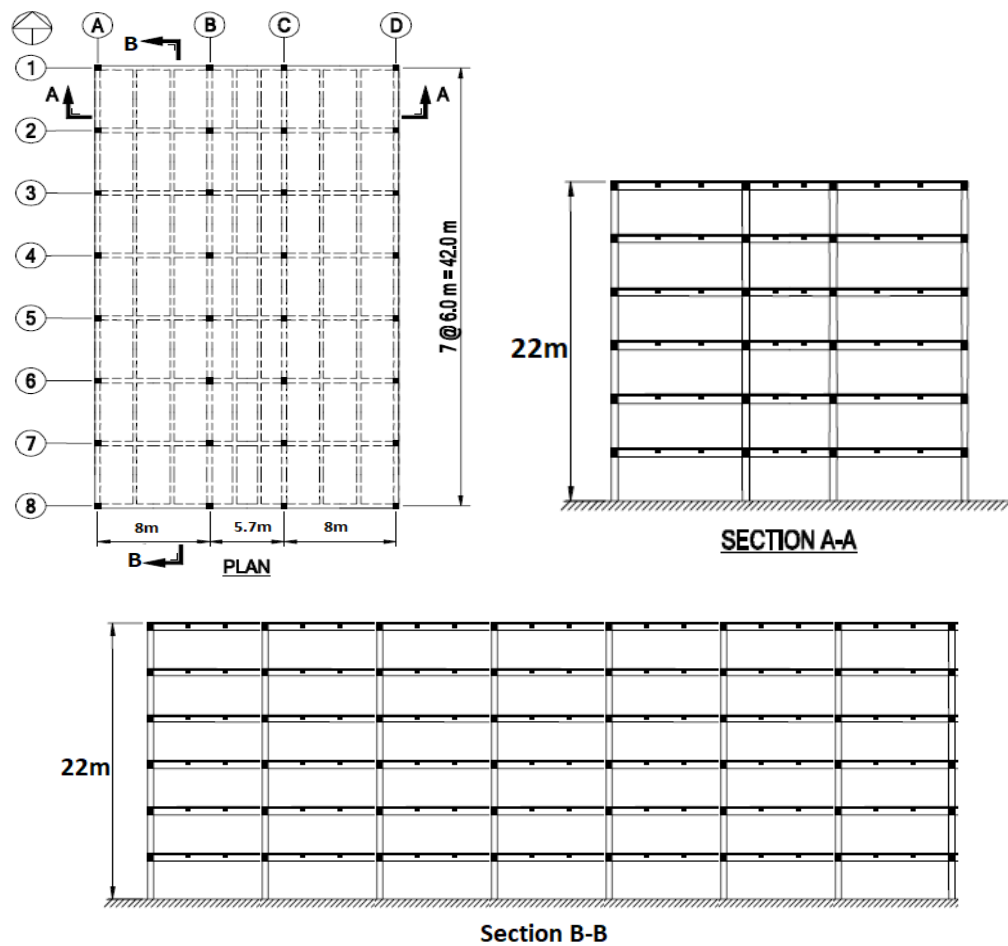 A B C D
B
1
A A
2
3
4
5
6
7
8
7 @ 6.0 m = 42.0 m
8m 5.7m 8m
B
PLAN
22m
SECTION A-A
22m
Section B-B